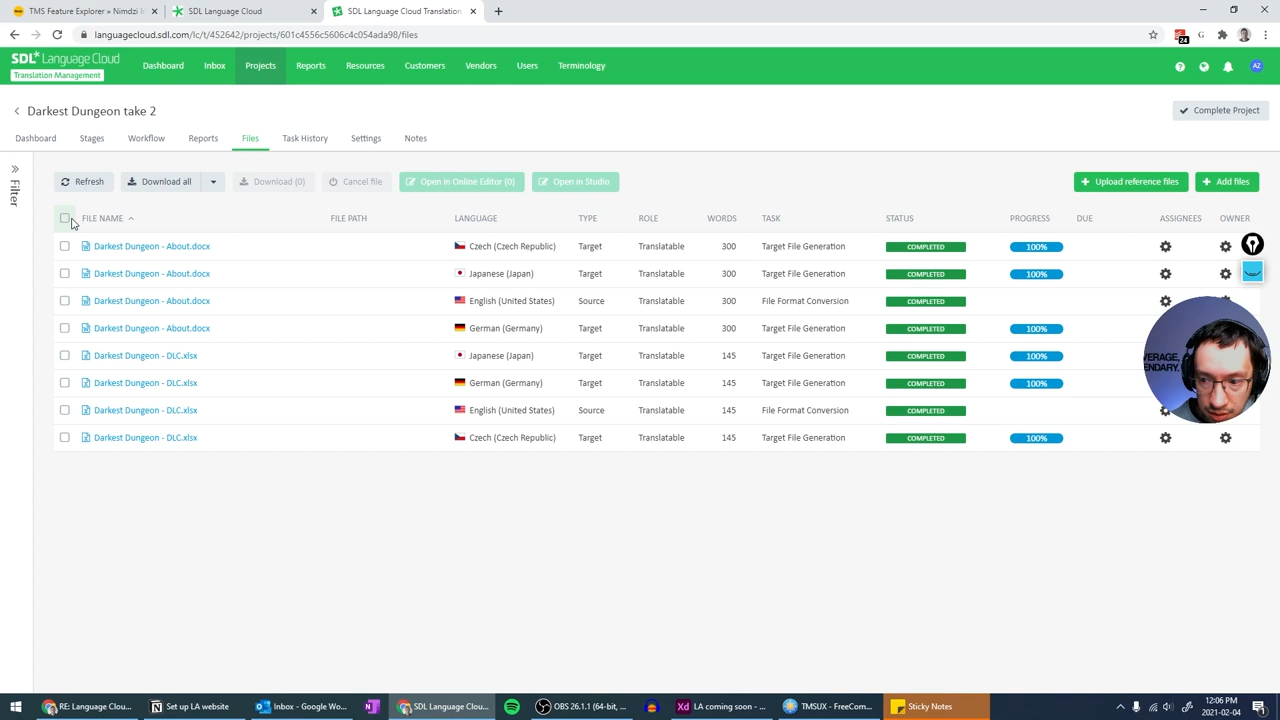 TMS Feature Explorer » Nimdzi In
SDL Language Cloud
SDL Language Cloud Translation
languagecloud.sdl.com/lc/t/452642/projects/601c4556c5606c4c054ada98/files
24
SDL* Language Cloud
Translation Management
Dashboard Inbox Projects Reports Resources Customers Vendors Users Terminology
AZ
Darkest Dungeon take 2
Complete Project
Dashboard Stages Workflow Reports Files Task History Settings Notes
Filter
Refresh Download all Download (0) Cancel file Open in Online Editor (0) Open in Studio Upload reference files Add files
FILE NAME FILE PATH LANGUAGE TYPE ROLE WORDS TASK STATUS PROGRESS DUE ASSIGNEES OWNER
Darkest Dungeon - About.docx Czech (Czech Republic) Target Translatable 300 Target File Generation COMPLETED 100%
Darkest Dungeon - About.docx Japanese (Japan) Target Translatable 300 Target File Generation COMPLETED 100%
Darkest Dungeon - About.docx English (United States) Source Translatable 300 File Format Conversion COMPLETED
Darkest Dungeon - About.docx German (Germany) Target Translatable 300 Target File Generation COMPLETED 100%
Darkest Dungeon - DLC.xlsx Japanese (Japan) Target Translatable 145 Target File Generation COMPLETED 100%
Darkest Dungeon - DLC.xlsx German (Germany) Target Translatable 145 Target File Generation COMPLETED 100%
Darkest Dungeon - DLC.xlsx English (United States) Source Translatable 145 File Format Conversion COMPLETED
Darkest Dungeon - DLC.xlsx Czech (Czech Republic) Target Translatable 145 Target File Generation COMPLETED 100%
VERAGE,
ENDARY.
RE: Language Clou...
Set up LA website
Inbox - Google Wo...
SDL Language Clou...
OBS 26.1.1 (64-bit, ...
LA coming soon - ...
TMSUX - FreeCom...
Sticky Notes
12:06 PM
2021-02-04